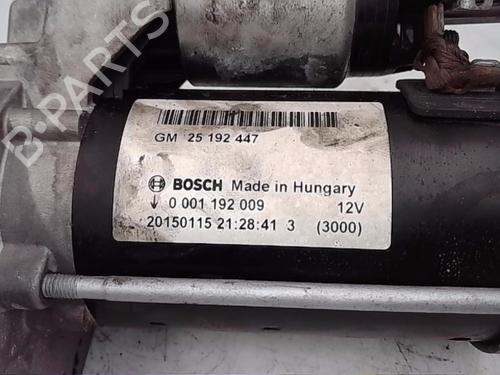 B-PARTS
GM 25 192 447
BOSCH Made in Hungary
↓ 0 001 192 009 12V
20150115 21:28:41 3 (3000)